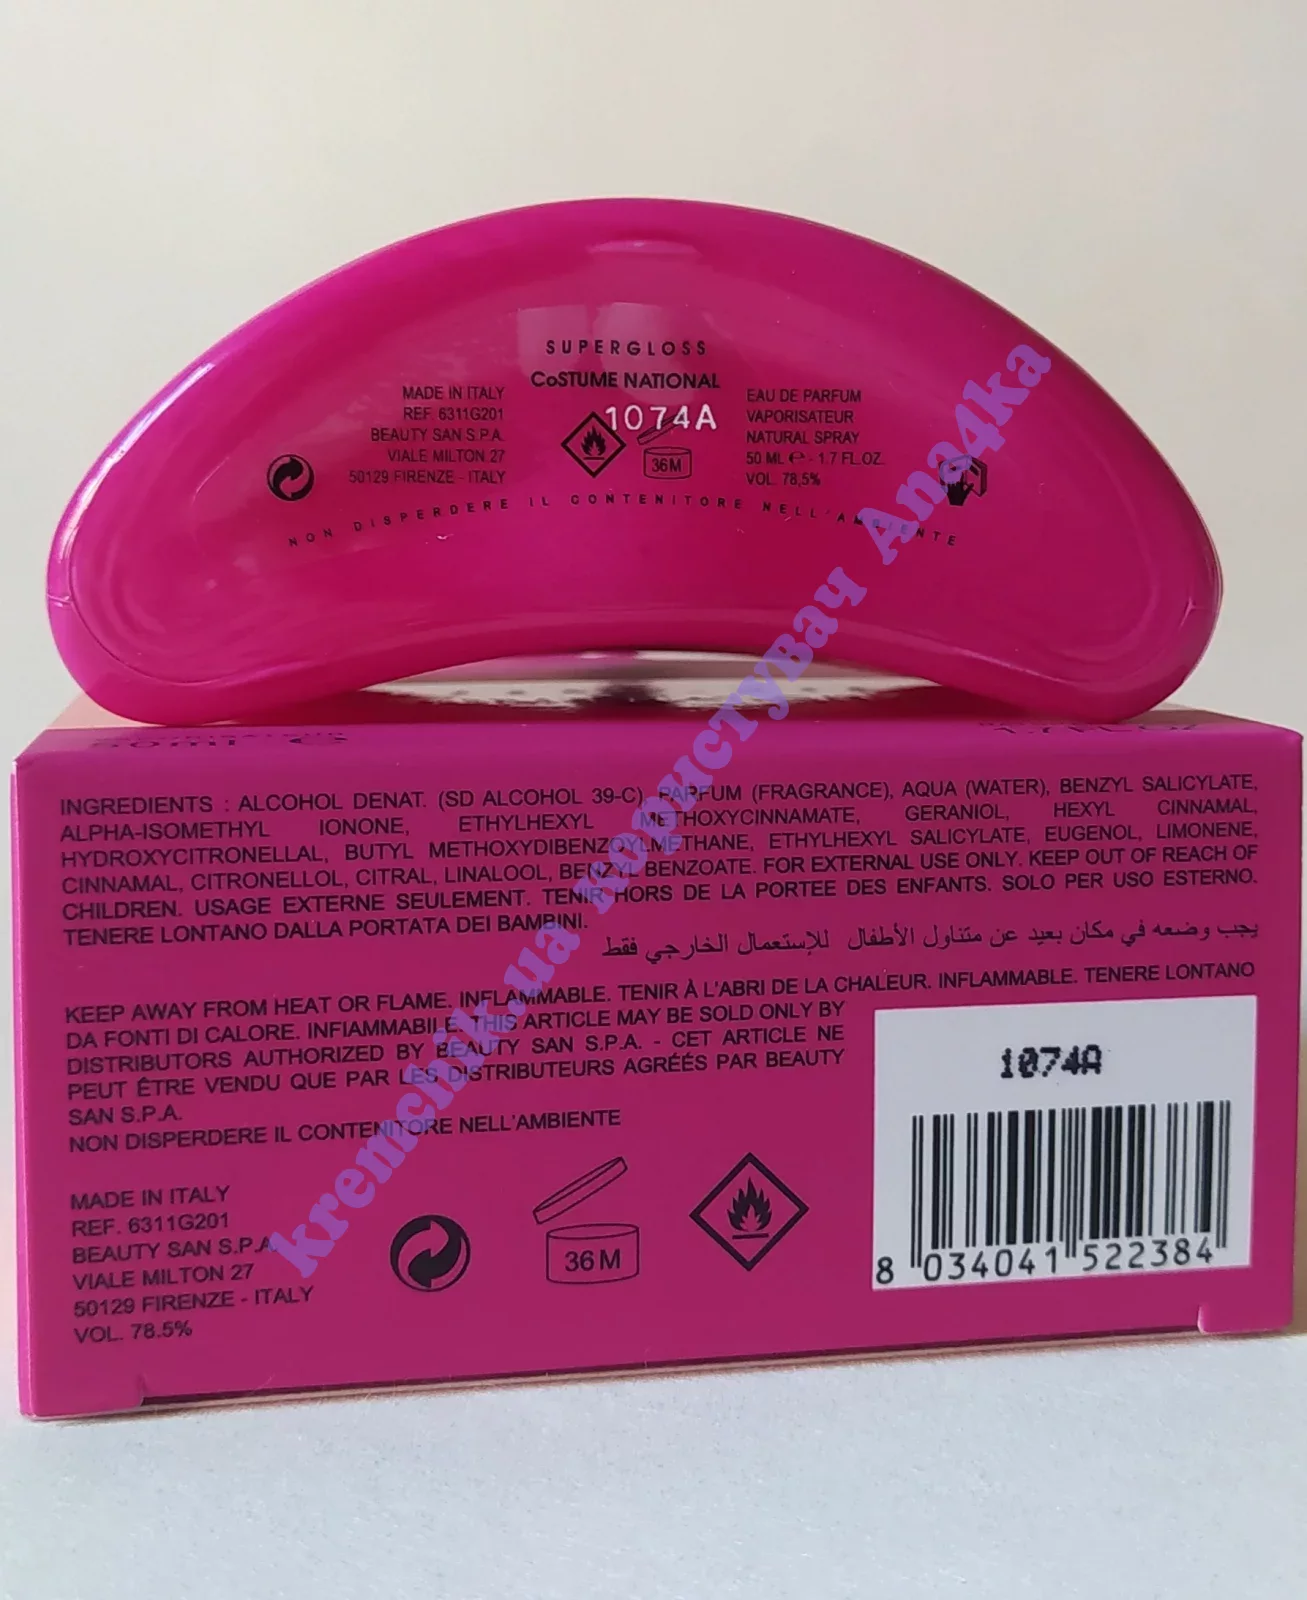 SUPERGLOSS
CoSTUME NATIONAL
1074A
MADE IN ITALY
REF. 6311G201
BEAUTY SAN S.P.A.
VIALE MILTON 27
50129 FIRENZE - ITALY
36M
EAU DE PARFUM
VAPORISATEUR
NATURAL SPRAY
50 ML ℮ - 1.7 FL.OZ.
VOL. 78,5%
NON DISPERDERE IL CONTENITORE NELL'AMBIENTE
50ml ℮
1.7 FL.OZ
INGREDIENTS : ALCOHOL DENAT. (SD ALCOHOL 39-C), PARFUM (FRAGRANCE), AQUA (WATER), BENZYL SALICYLATE,
ALPHA-ISOMETHYL IONONE, ETHYLHEXYL METHOXYCINNAMATE, GERANIOL, HEXYL CINNAMAL,
HYDROXYCITRONELLAL, BUTYL METHOXYDIBENZOYLMETHANE, ETHYLHEXYL SALICYLATE, EUGENOL, LIMONENE,
CINNAMAL, CITRONELLOL, CITRAL, LINALOOL, BENZYL BENZOATE. FOR EXTERNAL USE ONLY. KEEP OUT OF REACH OF
CHILDREN. USAGE EXTERNE SEULEMENT. TENIR HORS DE LA PORTEE DES ENFANTS. SOLO PER USO ESTERNO.
TENERE LONTANO DALLA PORTATA DEI BAMBINI.
يجب وضعه في مكان بعيد عن متناول الأطفال للإستعمال الخارجي فقط
KEEP AWAY FROM HEAT OR FLAME. INFLAMMABLE. TENIR À L'ABRI DE LA CHALEUR. INFLAMMABLE. TENERE LONTANO
DA FONTI DI CALORE. INFIAMMABILE. THIS ARTICLE MAY BE SOLD ONLY BY
DISTRIBUTORS AUTHORIZED BY BEAUTY SAN S.P.A. - CET ARTICLE NE
PEUT ÊTRE VENDU QUE PAR LES DISTRIBUTEURS AGRÉÉS PAR BEAUTY
SAN S.P.A.
NON DISPERDERE IL CONTENITORE NELL'AMBIENTE
MADE IN ITALY
REF. 6311G201
BEAUTY SAN S.P.A.
VIALE MILTON 27
50129 FIRENZE - ITALY
VOL. 78.5%
36M
1074A
8 034041 522384
kremchik.ua користувач Ana4ka